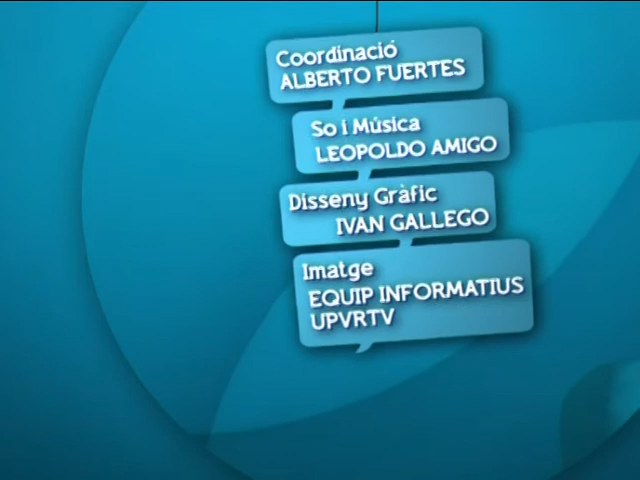 Coordinació
ALBERTO FUERTES
So i Música
LEOPOLDO AMIGO
Disseny Gràfic
IVAN GALLEGO
Imatge
EQUIP INFORMATIUS
UPVRTV